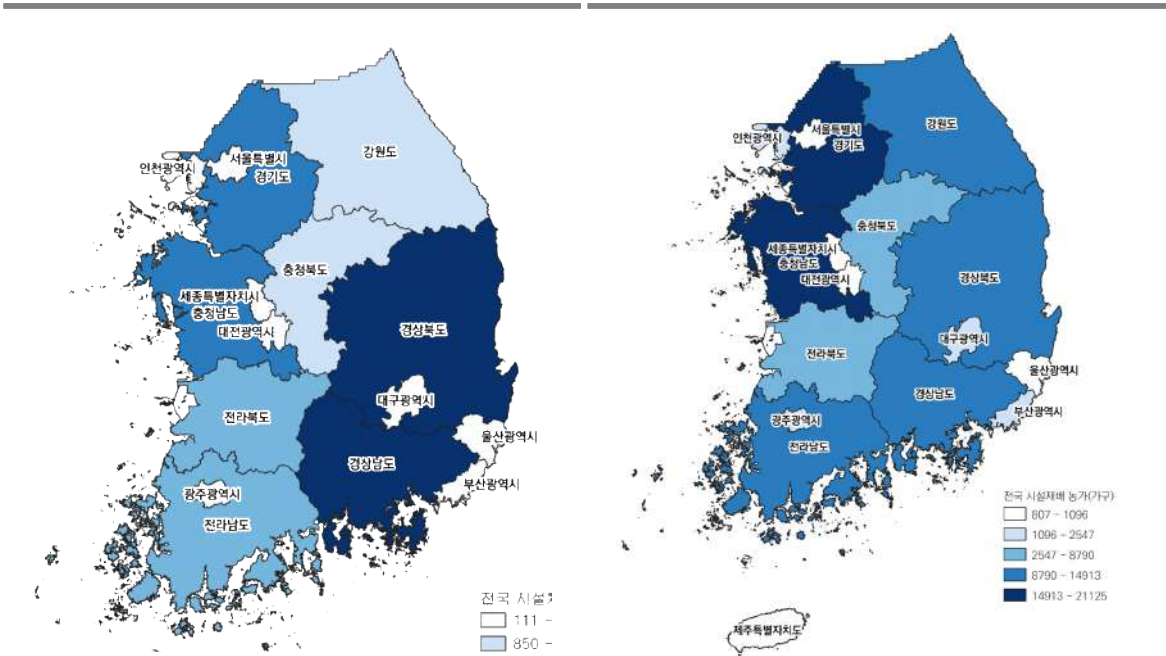 강원도
서울특별시
인천광역시
경기도
충청북도
세종특별자치시
충청남도
대전광역시
경상북도
대구광역시
전라북도
울산광역시
경상남도
부산광역시
광주광역시
전라남도
전국 시설
111 -
850 -
강원도
서울특별시
인천광역시
경기도
충청북도
세종특별자치시
충청남도
대전광역시
경상북도
대구광역시
전라북도
울산광역시
경상남도
부산광역시
광주광역시
전라남도
전국 시설재배 농가(가구)
607 - 1096
1096 - 2547
2547 - 8790
8790 - 14913
14913 - 21125
제주특별자치도